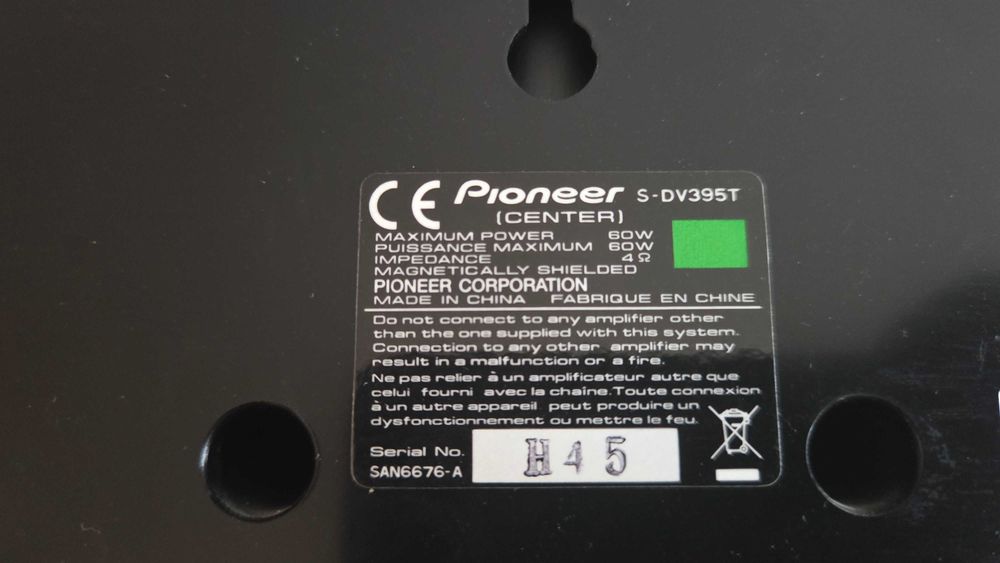 CE Pioneer S-DV395T
(CENTER)
MAXIMUM POWER 60W
PUISSANCE MAXIMUM 60W
IMPEDANCE 4Ω
MAGNETICALLY SHIELDED
PIONEER CORPORATION
MADE IN CHINA FABRIQUE EN CHINE
Do not connect to any amplifier other
than the one supplied with this system.
Connection to any other amplifier may
result in a malfunction or a fire.
Ne pas relier à un amplificateur autre que
celui fourni avec la chaîne.Toute connexion
à un autre appareil peut produire un
dysfonctionnement ou mettre le feu.
Serial No. H45
SAN6676-A